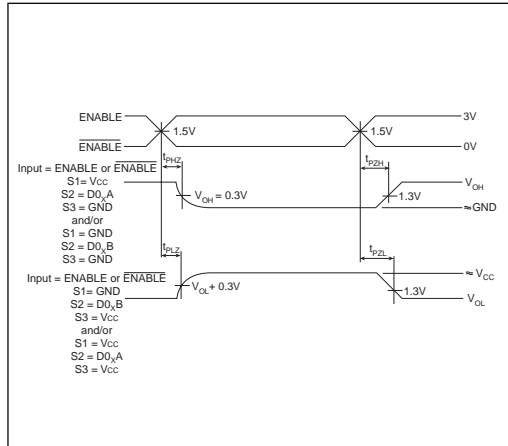 ENABLE
3V
1.5V
1.5V
ENABLE
0V
tPHZ
tPZH
Input = ENABLE or ENABLE
S1= VCC
S2 = D0XA
S3 = GND
and/or
S1 = GND
S2 = D0XB
S3 = GND
VOH = 0.3V
VOH
1.3V
≈GND
tPLZ
tPZL
Input = ENABLE or ENABLE
S1= GND
S2 = D0XB
S3 = VCC
and/or
S1 = VCC
S2 = D0XA
S3 = VCC
VOL + 0.3V
≈ VCC
1.3V
VOL